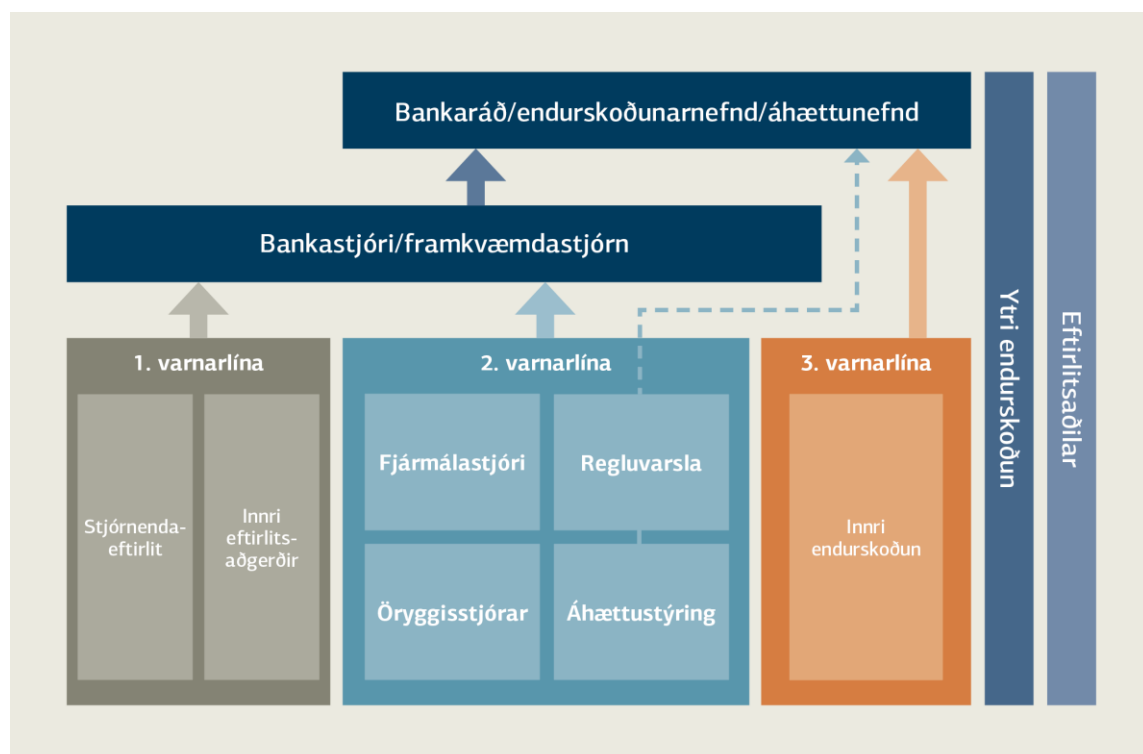 Bankaráð/endurskoðunarnefnd/áhættunefnd
Bankastjóri/framkvæmdastjórn
1. varnarlína
Stjórnenda-
eftirlit
Innri
eftirlits-
aðgerðir
2. varnarlína
Fjármálastjóri
Regluvarsla
Öryggisstjórar
Áhættustýring
3. varnarlína
Innri
endurskoðun
Ytri endurskoðun
Eftirlitsaðilar